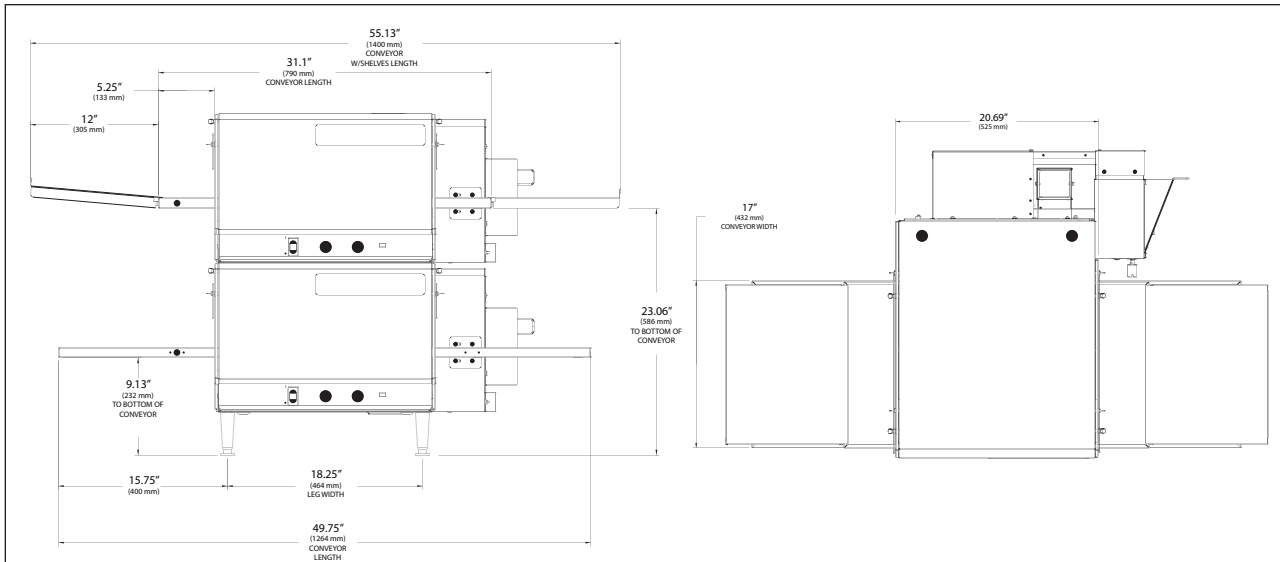 55.13”
(1400 mm)
CONVEYOR
W/SHELVES LENGTH
31.1”
(790 mm)
CONVEYOR LENGTH
5.25”
(133 mm)
12”
(305 mm)
20.69”
(525 mm)
17”
(432 mm)
CONVEYOR WIDTH
23.06”
(586 mm)
TO BOTTOM OF
CONVEYOR
9.13”
(232 mm)
TO BOTTOM OF
CONVEYOR
15.75”
(400 mm)
18.25”
(464 mm)
LEG WIDTH
49.75”
(1264 mm)
CONVEYOR
LENGTH